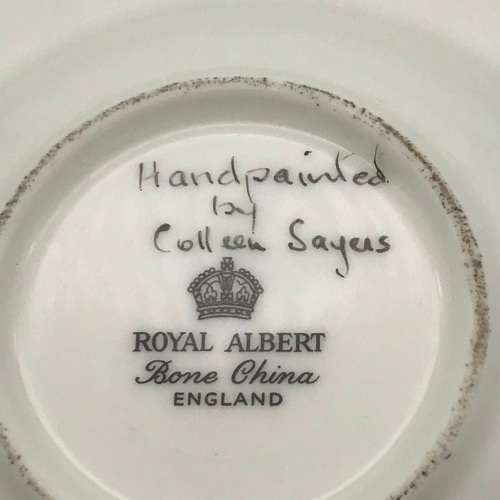 Handpainted
by
Colleen Sayers
ROYAL ALBERT
Bone China
ENGLAND